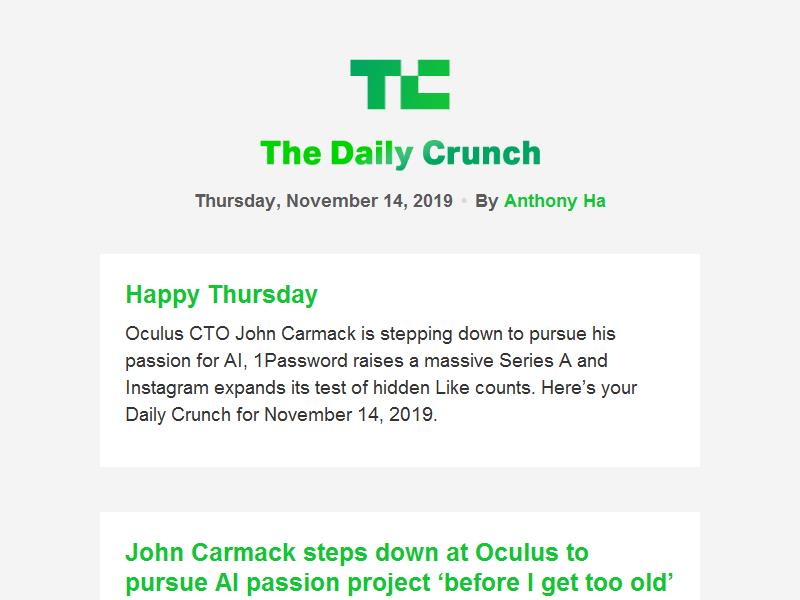 TC
The Daily Crunch
Thursday, November 14, 2019 • By Anthony Ha
Happy Thursday
Oculus CTO John Carmack is stepping down to pursue his
passion for AI, 1Password raises a massive Series A and
Instagram expands its test of hidden Like counts. Here’s your
Daily Crunch for November 14, 2019.
John Carmack steps down at Oculus to
pursue AI passion project ‘before I get too old’